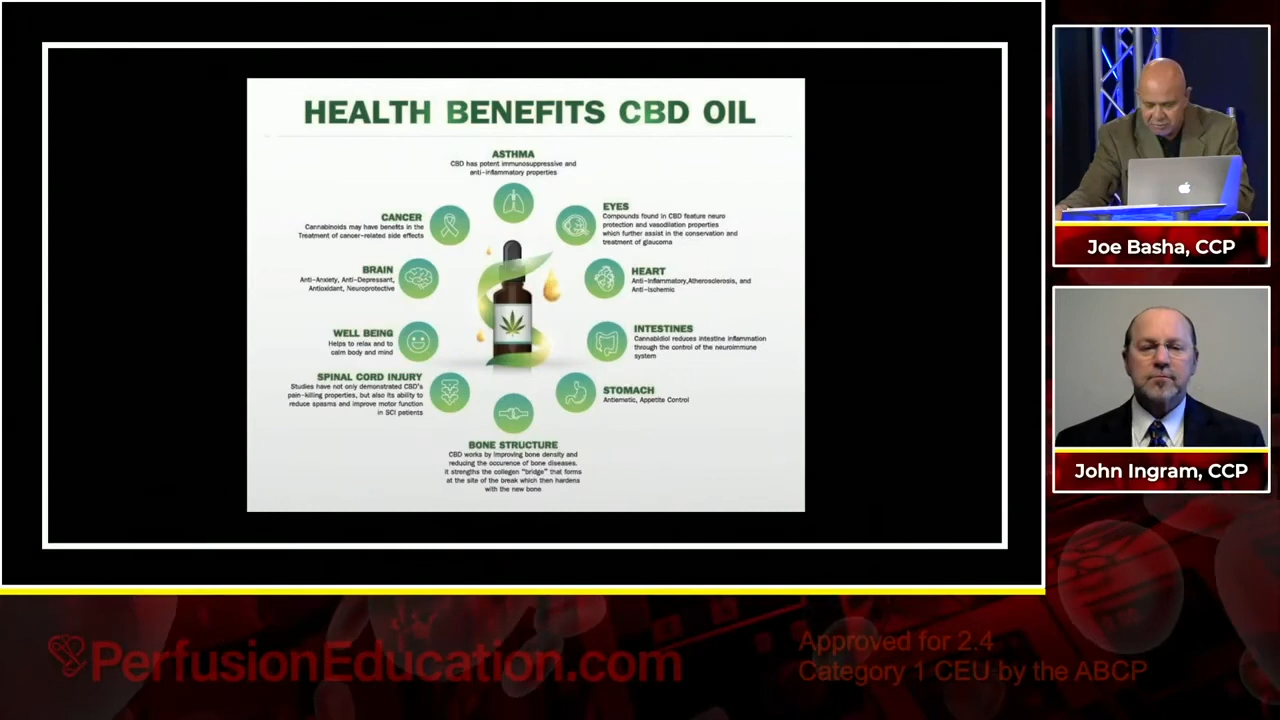 HEALTH BENEFITS CBD OIL
ASTHMA
CBD has potent immunosuppressive and
anti-inflammatory properties
CANCER
Cannabinoids may have benefits in the
Treatment of cancer-related side effects
EYES
Compounds found in CBD feature neuro
protection and vasodilation properties
which further assist in the conservation and
treatment of glaucoma
BRAIN
Anti-Anxiety, Anti-Depressant,
Antioxidant, Neuroprotective
HEART
Anti-Inflammatory,Atherosclerosis, and
Anti-Ischemic
WELL BEING
Helps to relax and to
calm body and mind
INTESTINES
Cannabidiol reduces intestine inflammation
through the control of the neuroimmune
system
SPINAL CORD INJURY
Studies have not only demonstrated CBD's
pain-killing properties, but also its ability to
reduce spasms and improve motor function
in SCI patients
STOMACH
Antiemetic, Appetite Control
BONE STRUCTURE
CBD works by improving bone density and
reducing the occurence of bone diseases.
it strengths the collagen "bridge" that forms
at the site of the break which then hardens
with the new bone
Joe Basha, CCP
John Ingram, CCP
PerfusionEducation.com
Approved for 2.4
Category 1 CEU by the ABCP